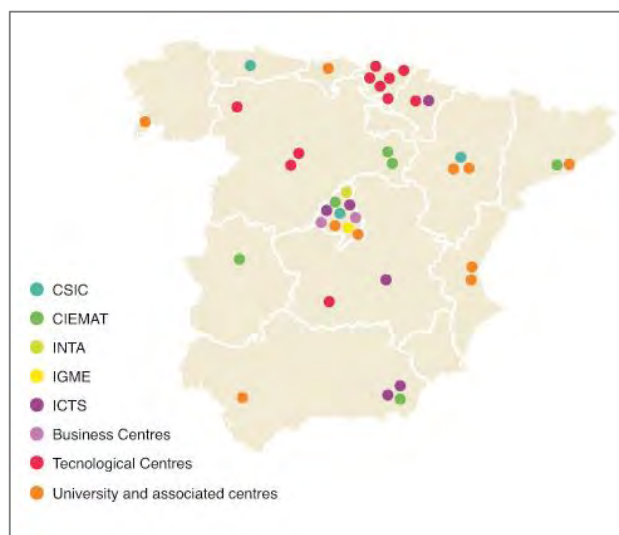 CSIC
CIEMAT
INTA
IGME
ICTS
Business Centres
Tecnological Centres
University and associated centres